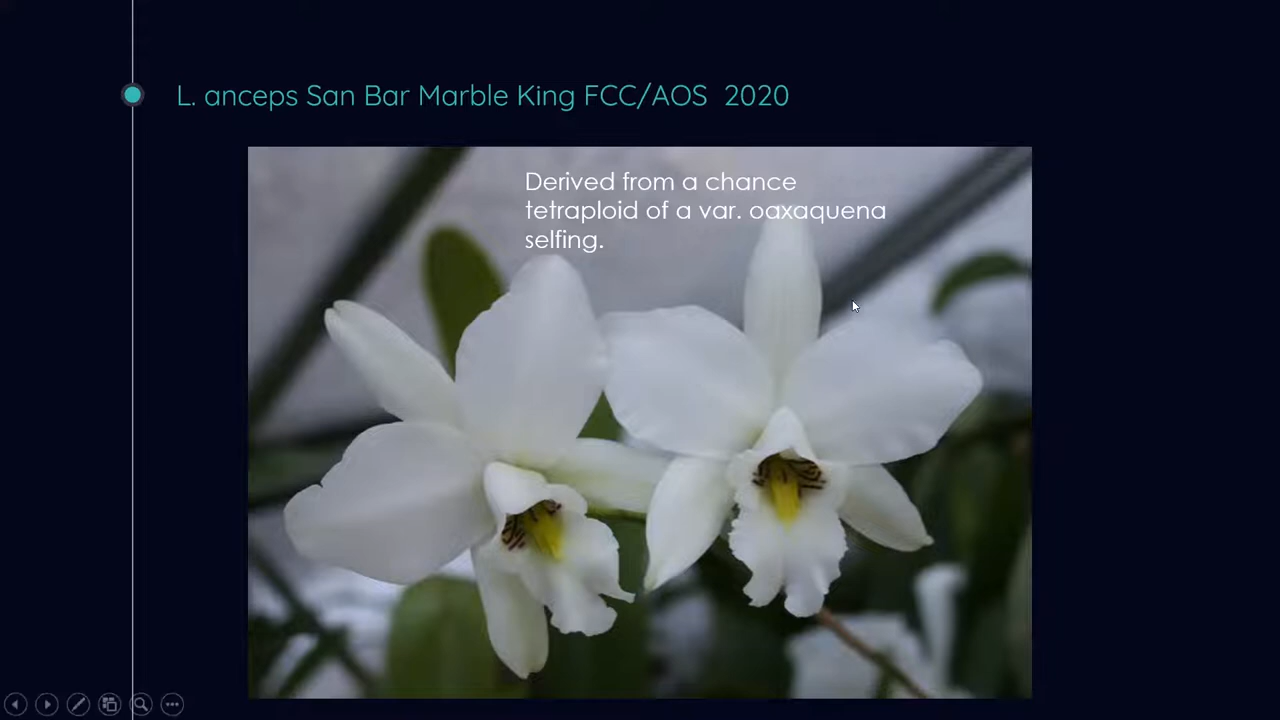 L. anceps San Bar Marble King FCC/AOS 2020
Derived from a chance
tetraploid of a var. oaxaquena
selfing.